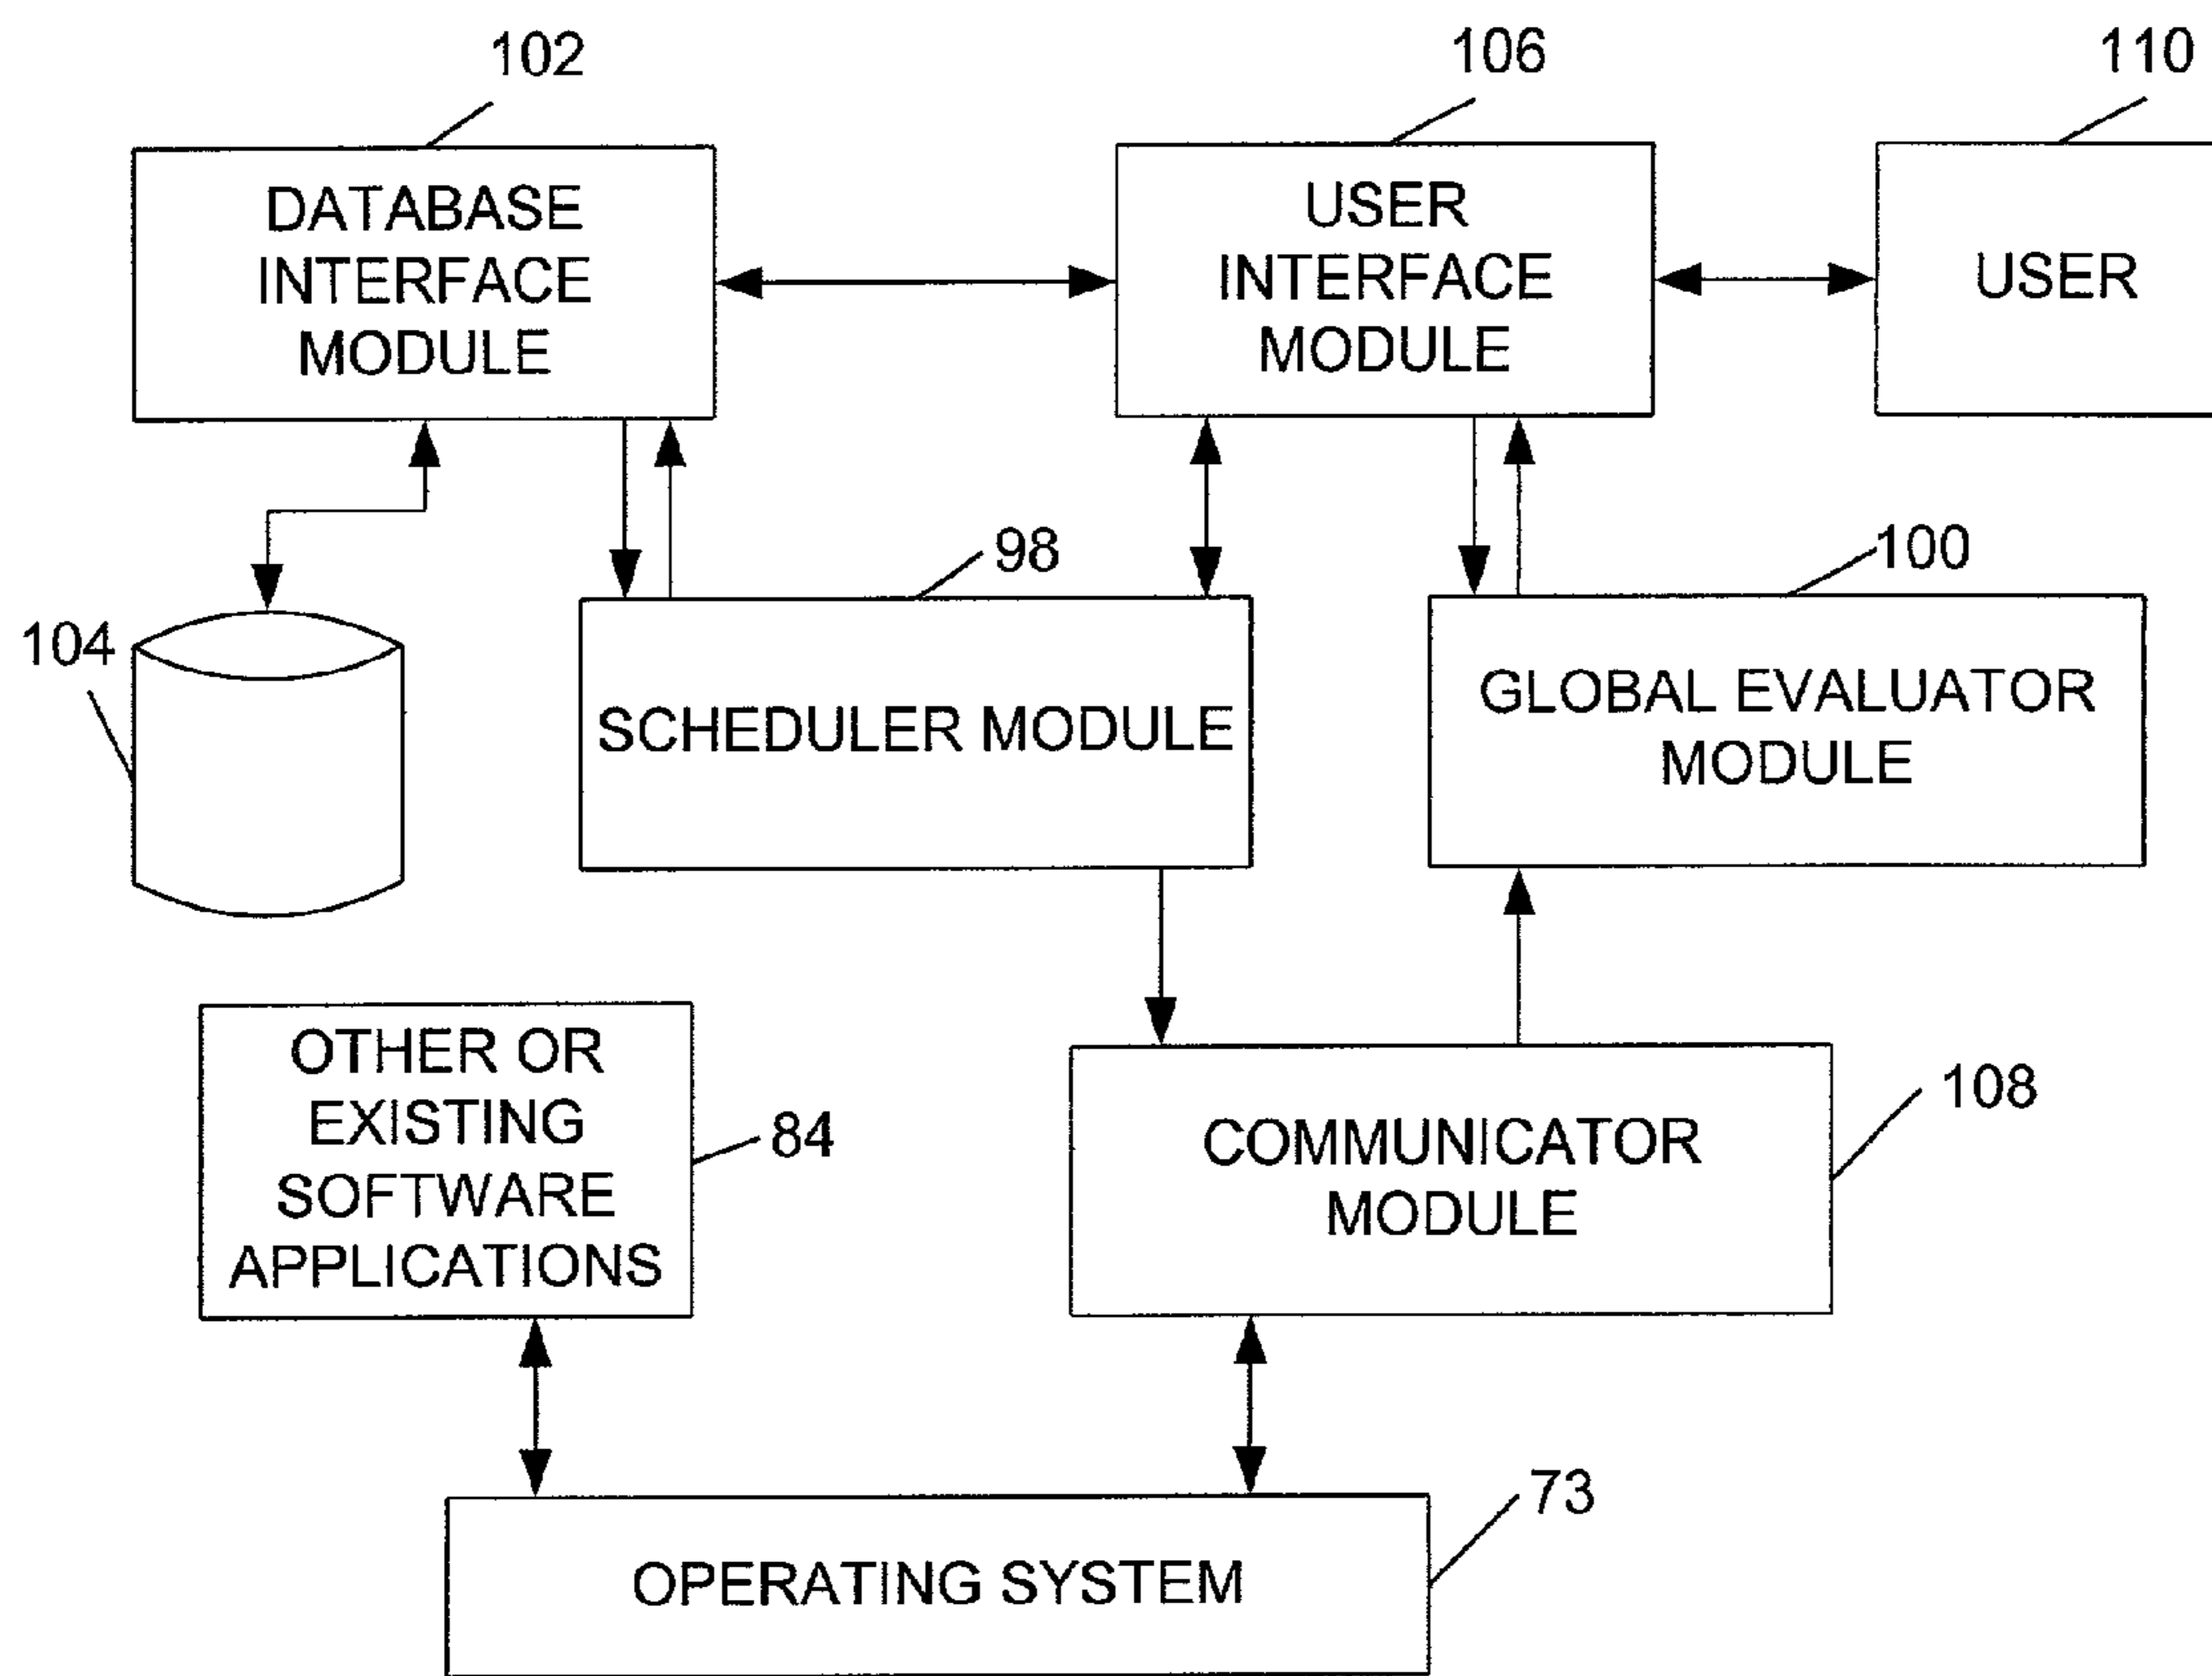 102
106
110
DATABASE
INTERFACE
MODULE
USER
INTERFACE
MODULE
USER
98
100
104
SCHEDULER MODULE
GLOBAL EVALUATOR
MODULE
OTHER OR
EXISTING
SOFTWARE
APPLICATIONS
84
COMMUNICATOR
MODULE
108
73
OPERATING SYSTEM